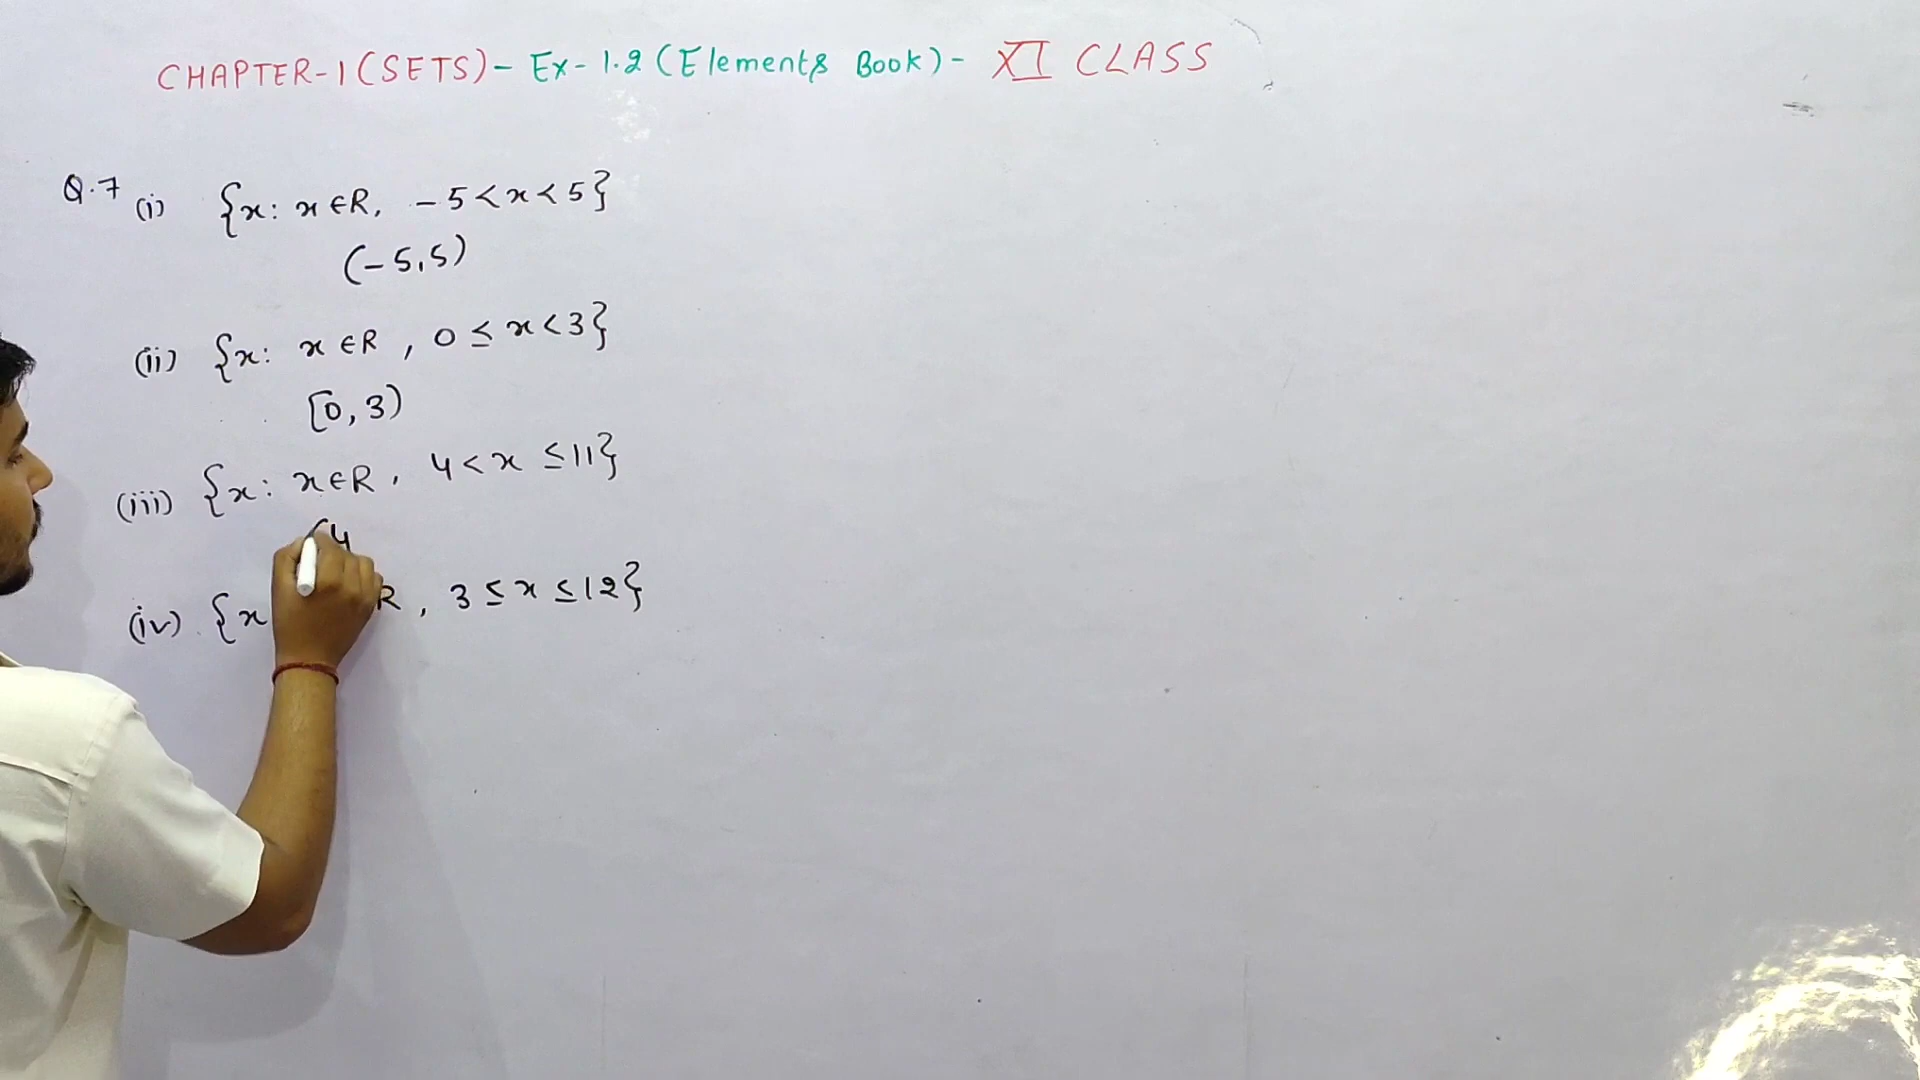 CHAPTER-1 (SETS) - Ex- 1.2 (Elements Book) - XI CLASS
Q.7 (i) {x: x ∈ R, -5 < x < 5}
(-5,5)
(ii) {x: x ∈ R, 0 ≤ x < 3}
[0, 3)
(iii) {x: x ∈ R, 4 < x ≤ 11}
(4
(iv) {x R, 3 ≤ x ≤ 12}